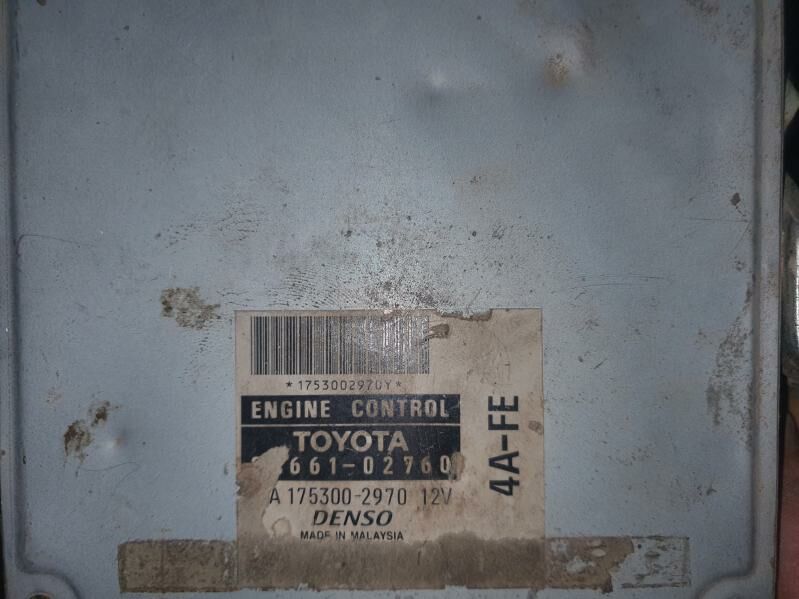 *1753002970Y*
ENGINE CONTROL
TOYOTA
661-02760
A 175300-2970 12V
DENSO
MADE IN MALAYSIA
4A-FE